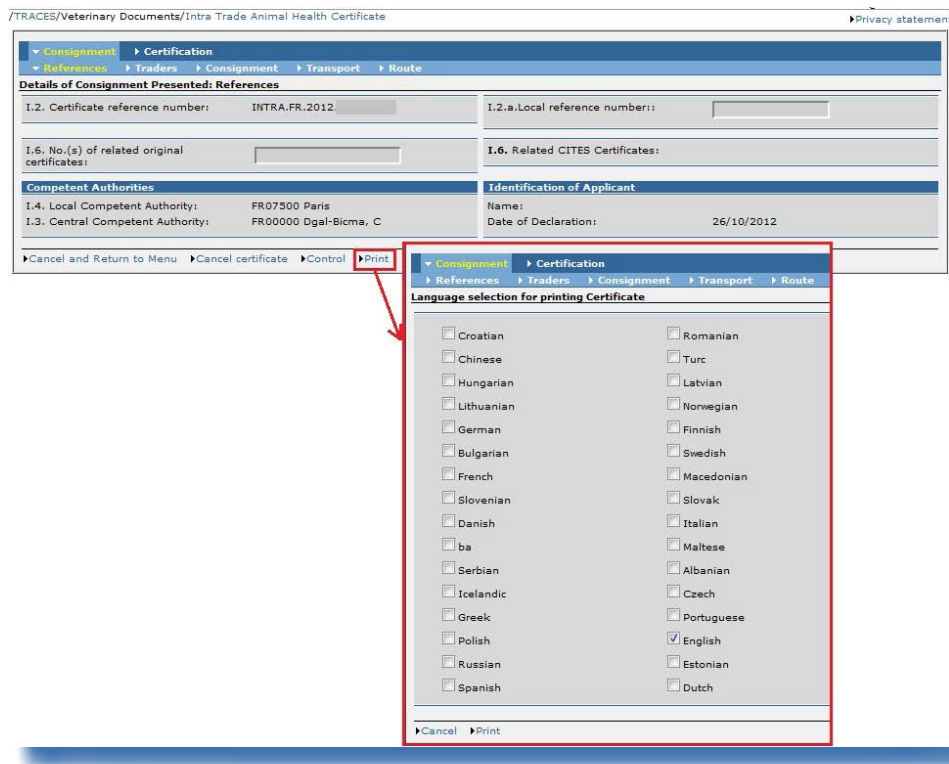 /TRACES/Veterinary Documents/Intra Trade Animal Health Certificate
Privacy statemen
Consignment Certification
References Traders Consignment Transport Route
Details of Consignment Presented: References
I.2. Certificate reference number: INTRA.FR.2012. I.2.a.Local reference number::
I.6. No.(s) of related original certificates: I.6. Related CITES Certificates:
Competent Authorities Identification of Applicant
I.4. Local Competent Authority: FR07500 Paris Name:
I.3. Central Competent Authority: FR00000 Dgal-Bicma, C Date of Declaration: 26/10/2012
Cancel and Return to Menu Cancel certificate Control Print
Consignment Certification
References Traders Consignment Transport Route
Language selection for printing Certificate
Croatian Romanian
Chinese Turc
Hungarian Latvian
Lithuanian Norwegian
German Finnish
Bulgarian Swedish
French Macedonian
Slovenian Slovak
Danish Italian
ba Maltese
Serbian Albanian
Icelandic Czech
Greek Portuguese
Polish English
Russian Estonian
Spanish Dutch
Cancel Print